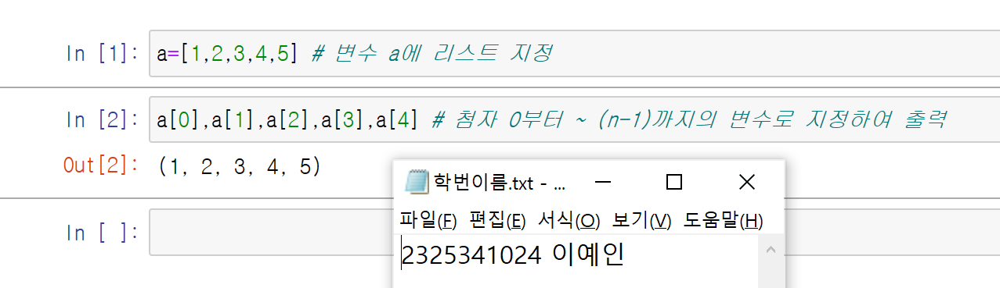 In [1]: a=[1,2,3,4,5] # 변수 a에 리스트 지정
In [2]: a[0],a[1],a[2],a[3],a[4] # 첨자 0부터 ~ (n-1)까지의 변수로 지정하여 출력
Out[2]: (1, 2, 3, 4, 5)
In [ ]:
학번이름.txt - ...
파일(F) 편집(E) 서식(O) 보기(V) 도움말(H)
2325341024 이예인